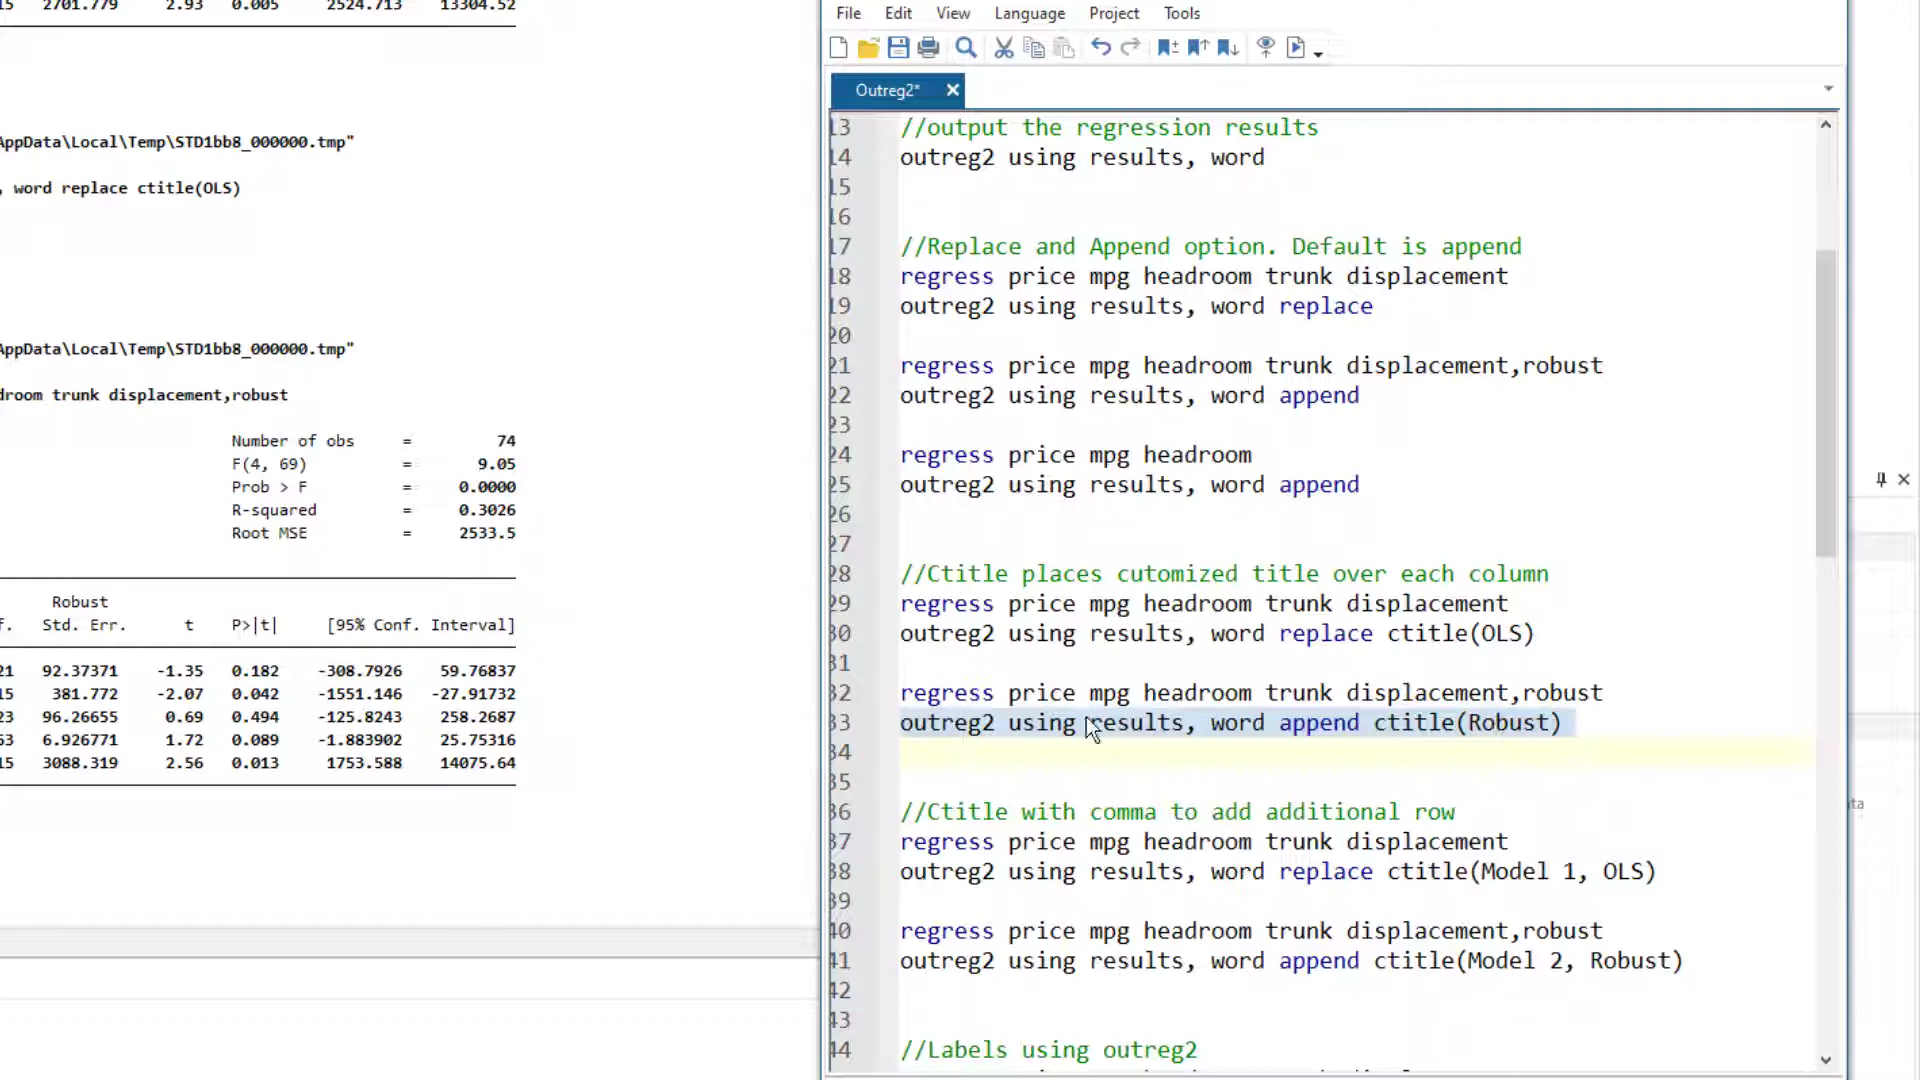 15 2701.779 2.93 0.005 2524.713 13304.52
AppData\Local\Temp\STD1bb8_000000.tmp"
, word replace ctitle(OLS)
AppData\Local\Temp\STD1bb8_000000.tmp"
droom trunk displacement,robust
Number of obs = 74
F(4, 69) = 9.05
Prob > F = 0.0000
R-squared = 0.3026
Root MSE = 2533.5
Robust
f. Std. Err. t P>|t| [95% Conf. Interval]
21 92.37371 -1.35 0.182 -308.7926 59.76837
15 381.772 -2.07 0.042 -1551.146 -27.91732
23 96.26655 0.69 0.494 -125.8243 258.2687
53 6.926771 1.72 0.089 -1.883902 25.75316
15 3088.319 2.56 0.013 1753.588 14075.64
File Edit View Language Project Tools
Outreg2*
13 //output the regression results
14 outreg2 using results, word
15
16
17 //Replace and Append option. Default is append
18 regress price mpg headroom trunk displacement
19 outreg2 using results, word replace
20
21 regress price mpg headroom trunk displacement,robust
22 outreg2 using results, word append
23
24 regress price mpg headroom
25 outreg2 using results, word append
26
27
28 //Ctitle places cutomized title over each column
29 regress price mpg headroom trunk displacement
30 outreg2 using results, word replace ctitle(OLS)
31
32 regress price mpg headroom trunk displacement,robust
33 outreg2 using results, word append ctitle(Robust)
34
35
36 //Ctitle with comma to add additional row
37 regress price mpg headroom trunk displacement
38 outreg2 using results, word replace ctitle(Model 1, OLS)
39
40 regress price mpg headroom trunk displacement,robust
41 outreg2 using results, word append ctitle(Model 2, Robust)
42
43
44 //Labels using outreg2
ata